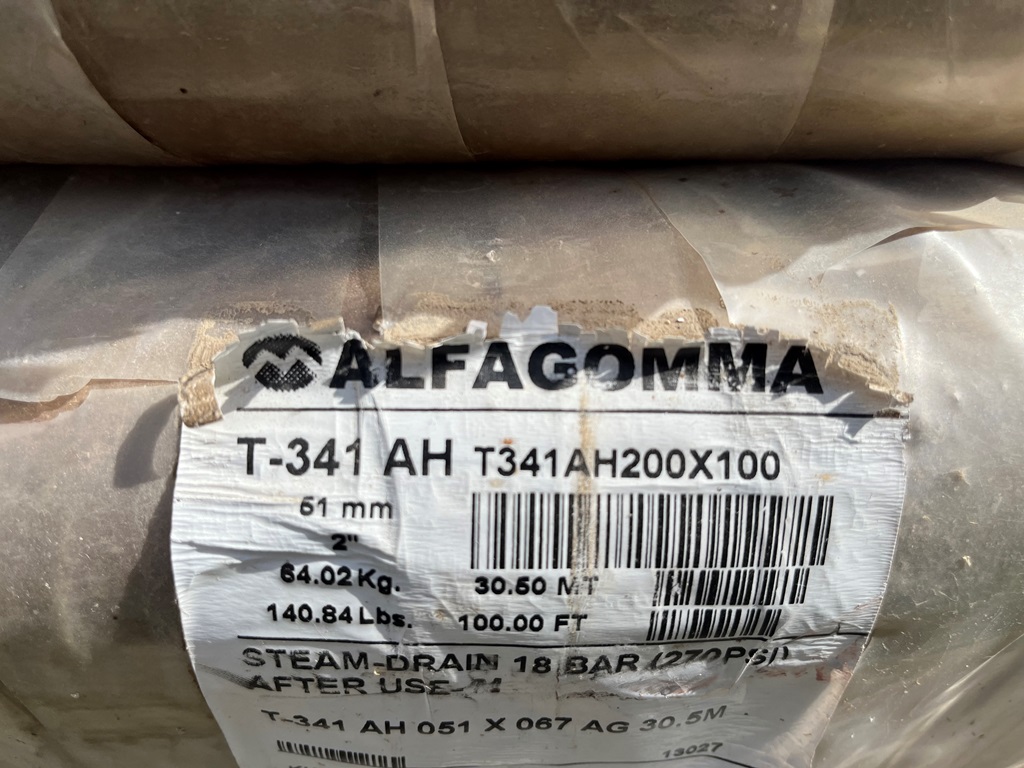 ALFAGOMMA
T-341 AH T341AH200X100
51 mm
2"
64.02 Kg. 30.50 MT
140.84 Lbs. 100.00 FT
STEAM-DRAIN 18 BAR (270PSI)
AFTER USE
T-341 AH 051 X 067 AG 30.5M
13027